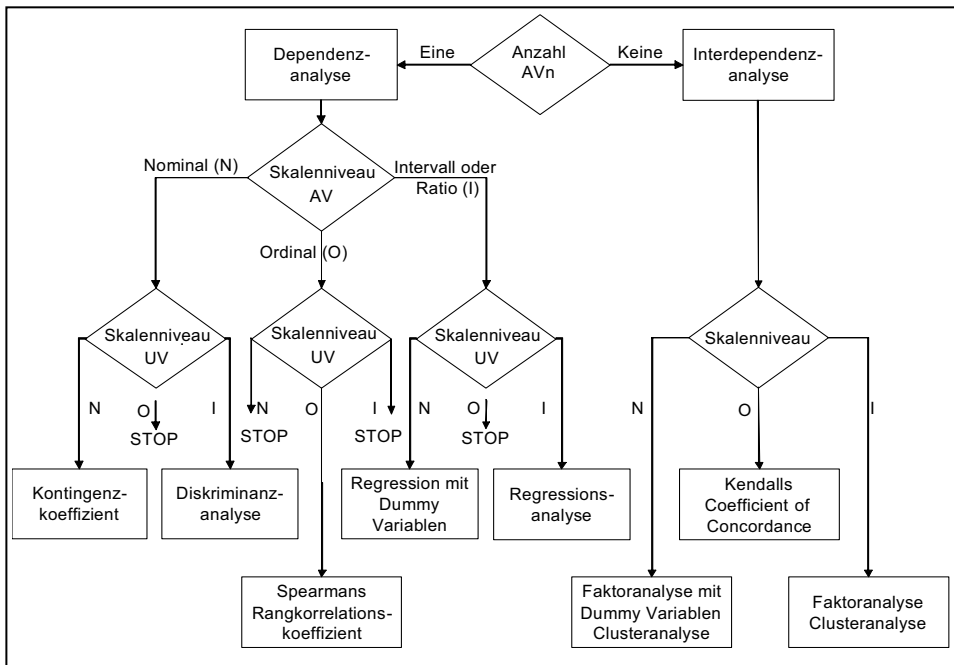 Dependenz-
analyse
Eine
Anzahl
AVn
Keine
Interdependenz-
analyse
Nominal (N)
Skalenniveau
AV
Intervall oder
Ratio (I)
Ordinal (O)
Skalenniveau
UV
Skalenniveau
UV
Skalenniveau
UV
Skalenniveau
N
O
I
N
O
I
N
O
I
N
O
I
STOP
STOP
STOP
STOP
Kontingenz-
koeffizient
Diskriminanz-
analyse
Regression mit
Dummy
Variablen
Regressions-
analyse
Kendalls
Coefficient of
Concordance
Spearmans
Rangkorrelations-
koeffizient
Faktoranalyse mit
Dummy Variablen
Clusteranalyse
Faktoranalyse
Clusteranalyse